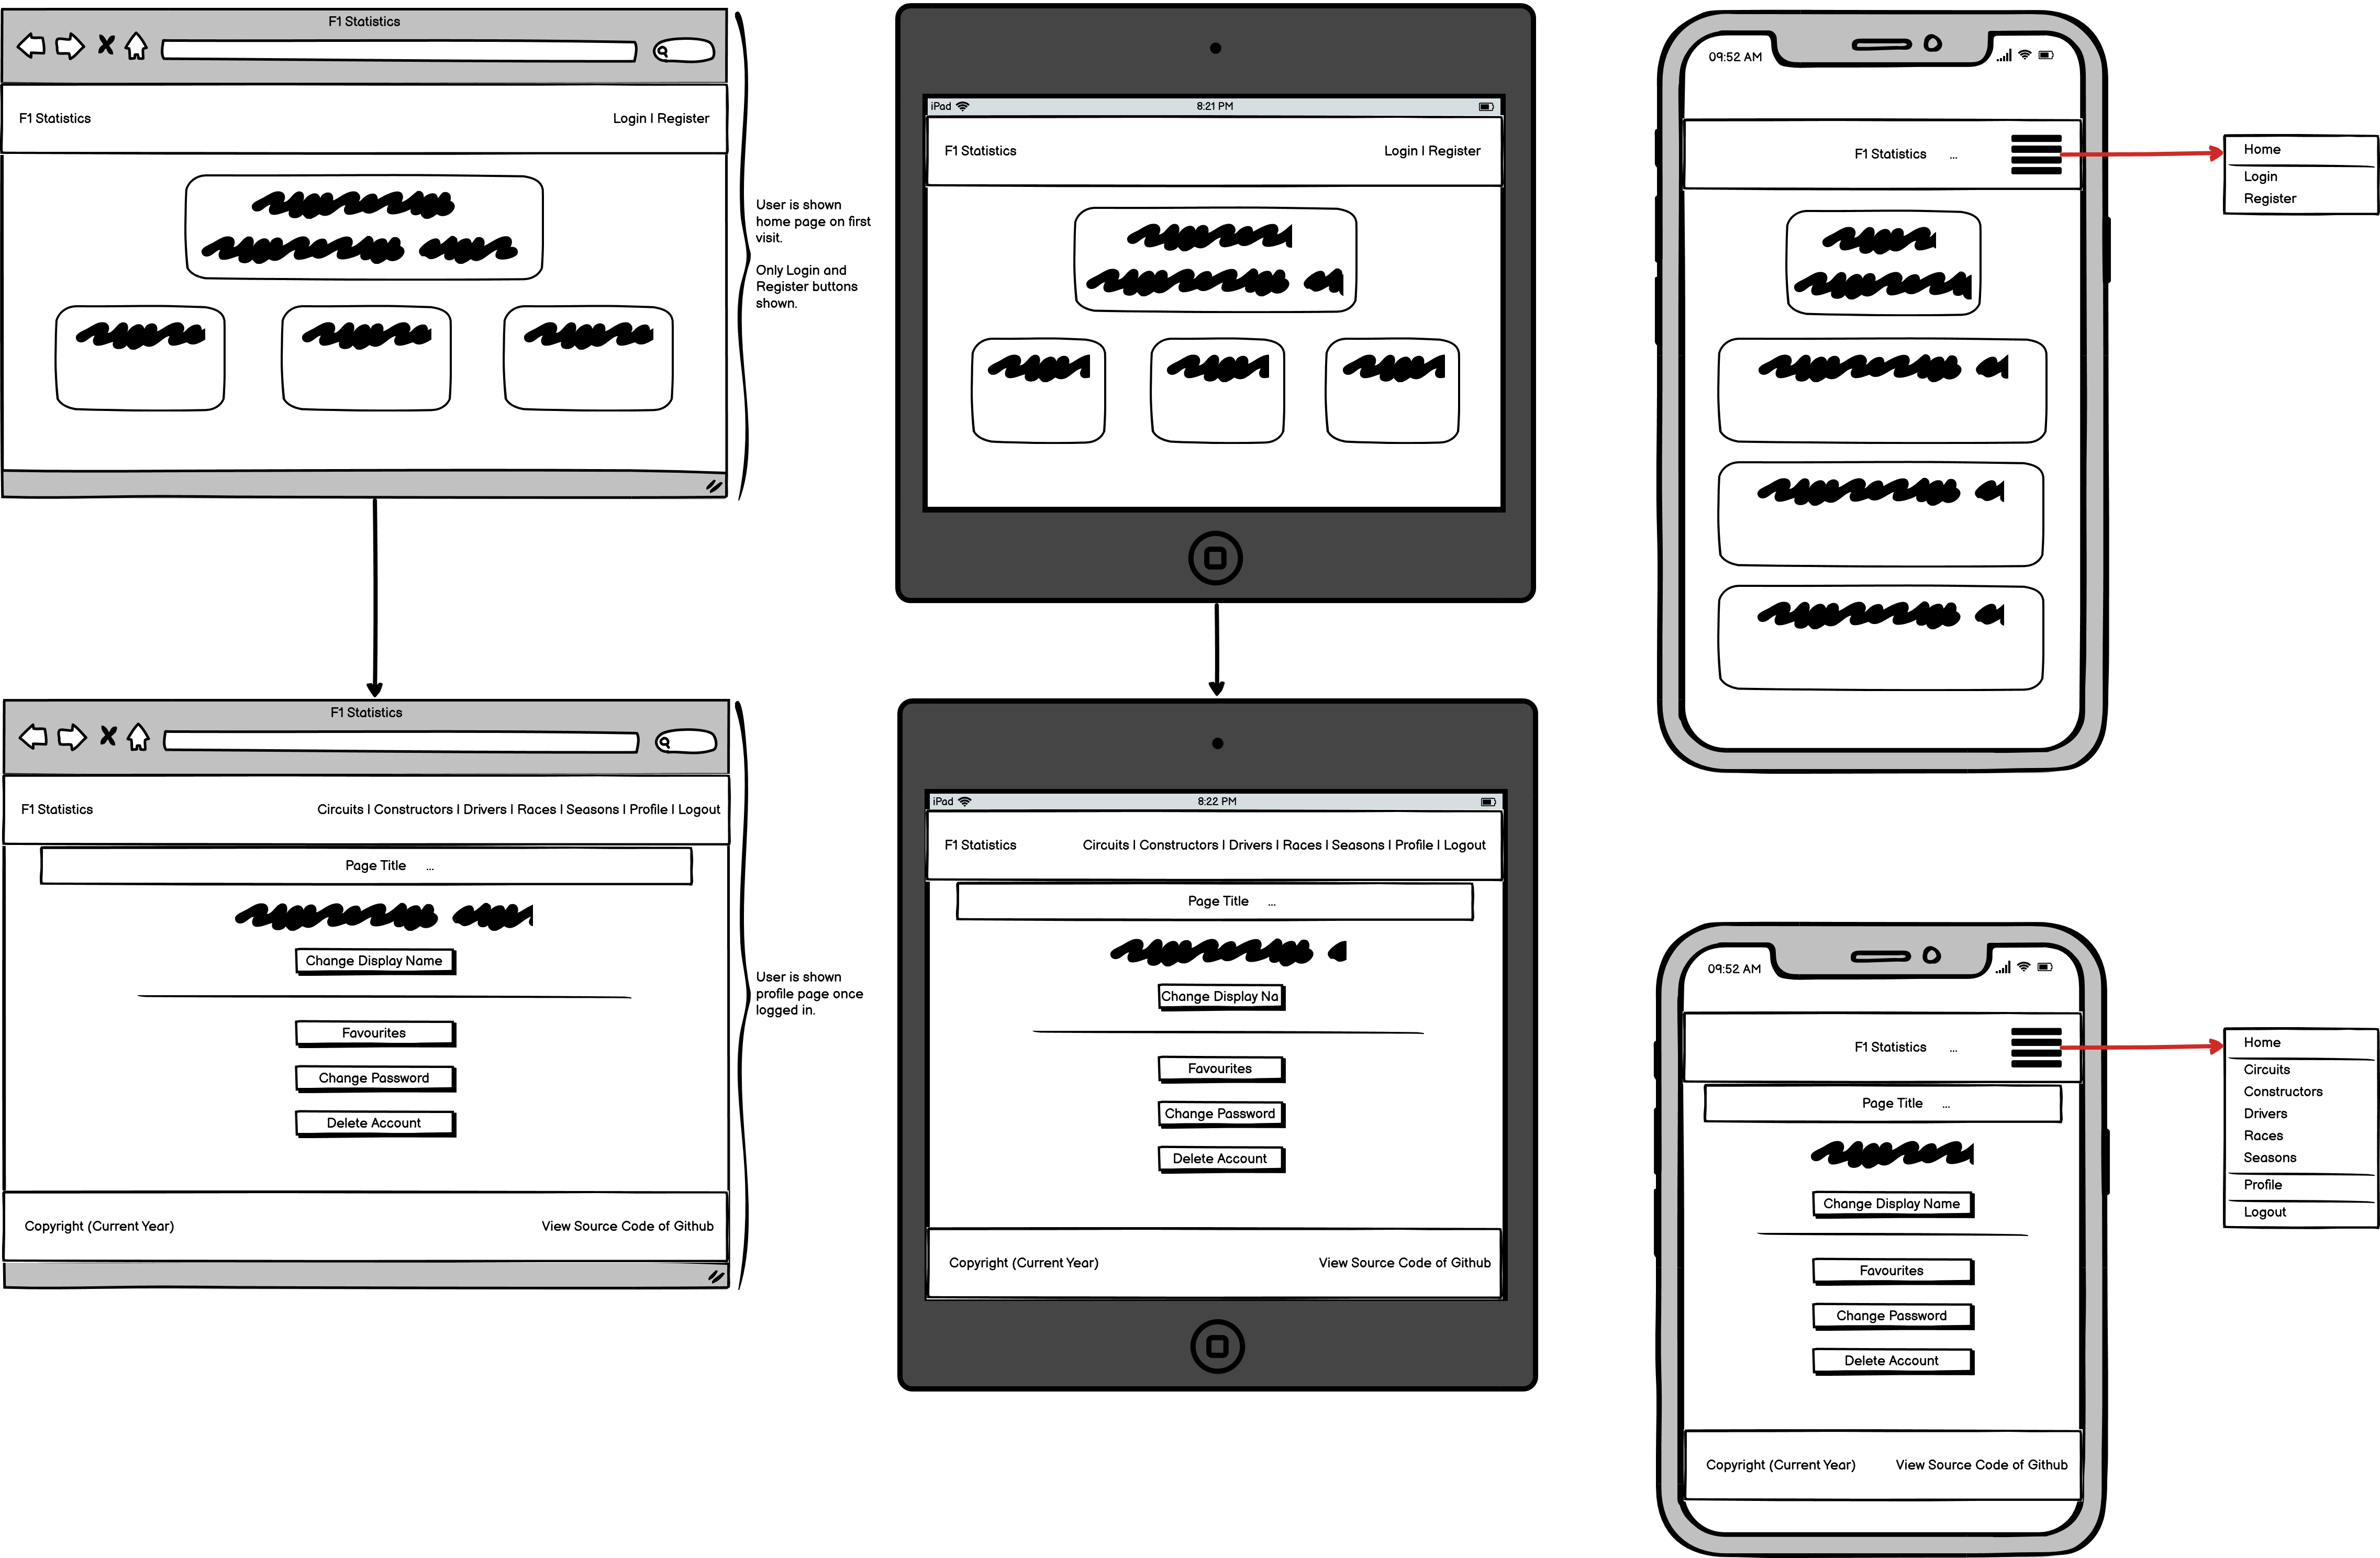 F1 Statistics
F1 Statistics
Login | Register
User is shown
home page on first
visit.
Only Login and
Register buttons
shown.
iPad
8:21 PM
F1 Statistics
Login | Register
09:52 AM
F1 Statistics ...
Home
Login
Register
F1 Statistics
F1 Statistics
Circuits | Constructors | Drivers | Races | Seasons | Profile | Logout
Page Title ...
Change Display Name
Favourites
Change Password
Delete Account
Copyright (Current Year)
View Source Code of Github
User is shown
profile page once
logged in.
iPad
8:22 PM
F1 Statistics
Circuits | Constructors | Drivers | Races | Seasons | Profile | Logout
Page Title ...
Change Display Na
Favourites
Change Password
Delete Account
Copyright (Current Year)
View Source Code of Github
09:52 AM
F1 Statistics ...
Page Title ...
Change Display Name
Favourites
Change Password
Delete Account
Copyright (Current Year)
View Source Code of Github
Home
Circuits
Constructors
Drivers
Races
Seasons
Profile
Logout